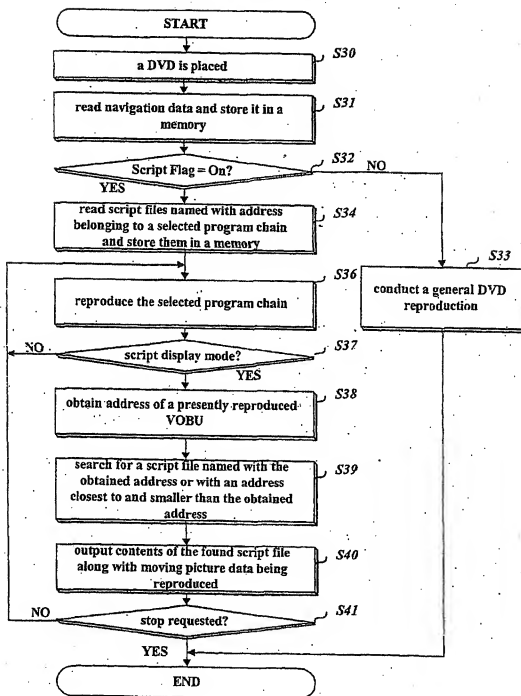 START
S30
a DVD is placed
S31
read navigation data and store it in a
memory
S32
Script Flag = On?
NO
YES
S34
read script files named with address
belonging to a selected program chain
and store them in a memory
S33
conduct a general DVD
reproduction
S36
reproduce the selected program chain
S37
NO
script display mode?
YES
S38
obtain address of a presently reproduced
VOBU
S39
search for a script file named with the
obtained address or with an address
closest to and smaller than the obtained
address
S40
output contents of the found script file
along with moving picture data being
reproduced
S41
NO
stop requested?
YES
END